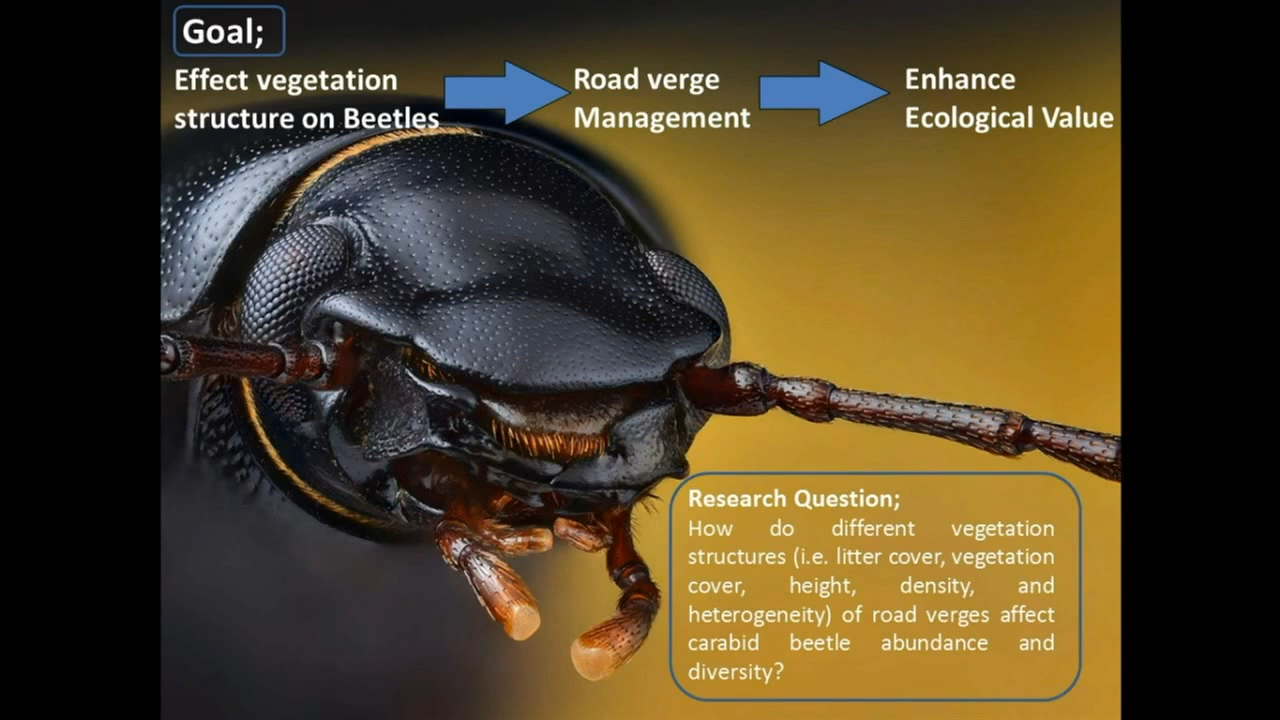 Goal;
Effect vegetation
structure on Beetles
Road verge
Management
Enhance
Ecological Value
Research Question;
How do different vegetation
structures (i.e. litter cover, vegetation
cover, height, density, and
heterogeneity) of road verges affect
carabid beetle abundance and
diversity?